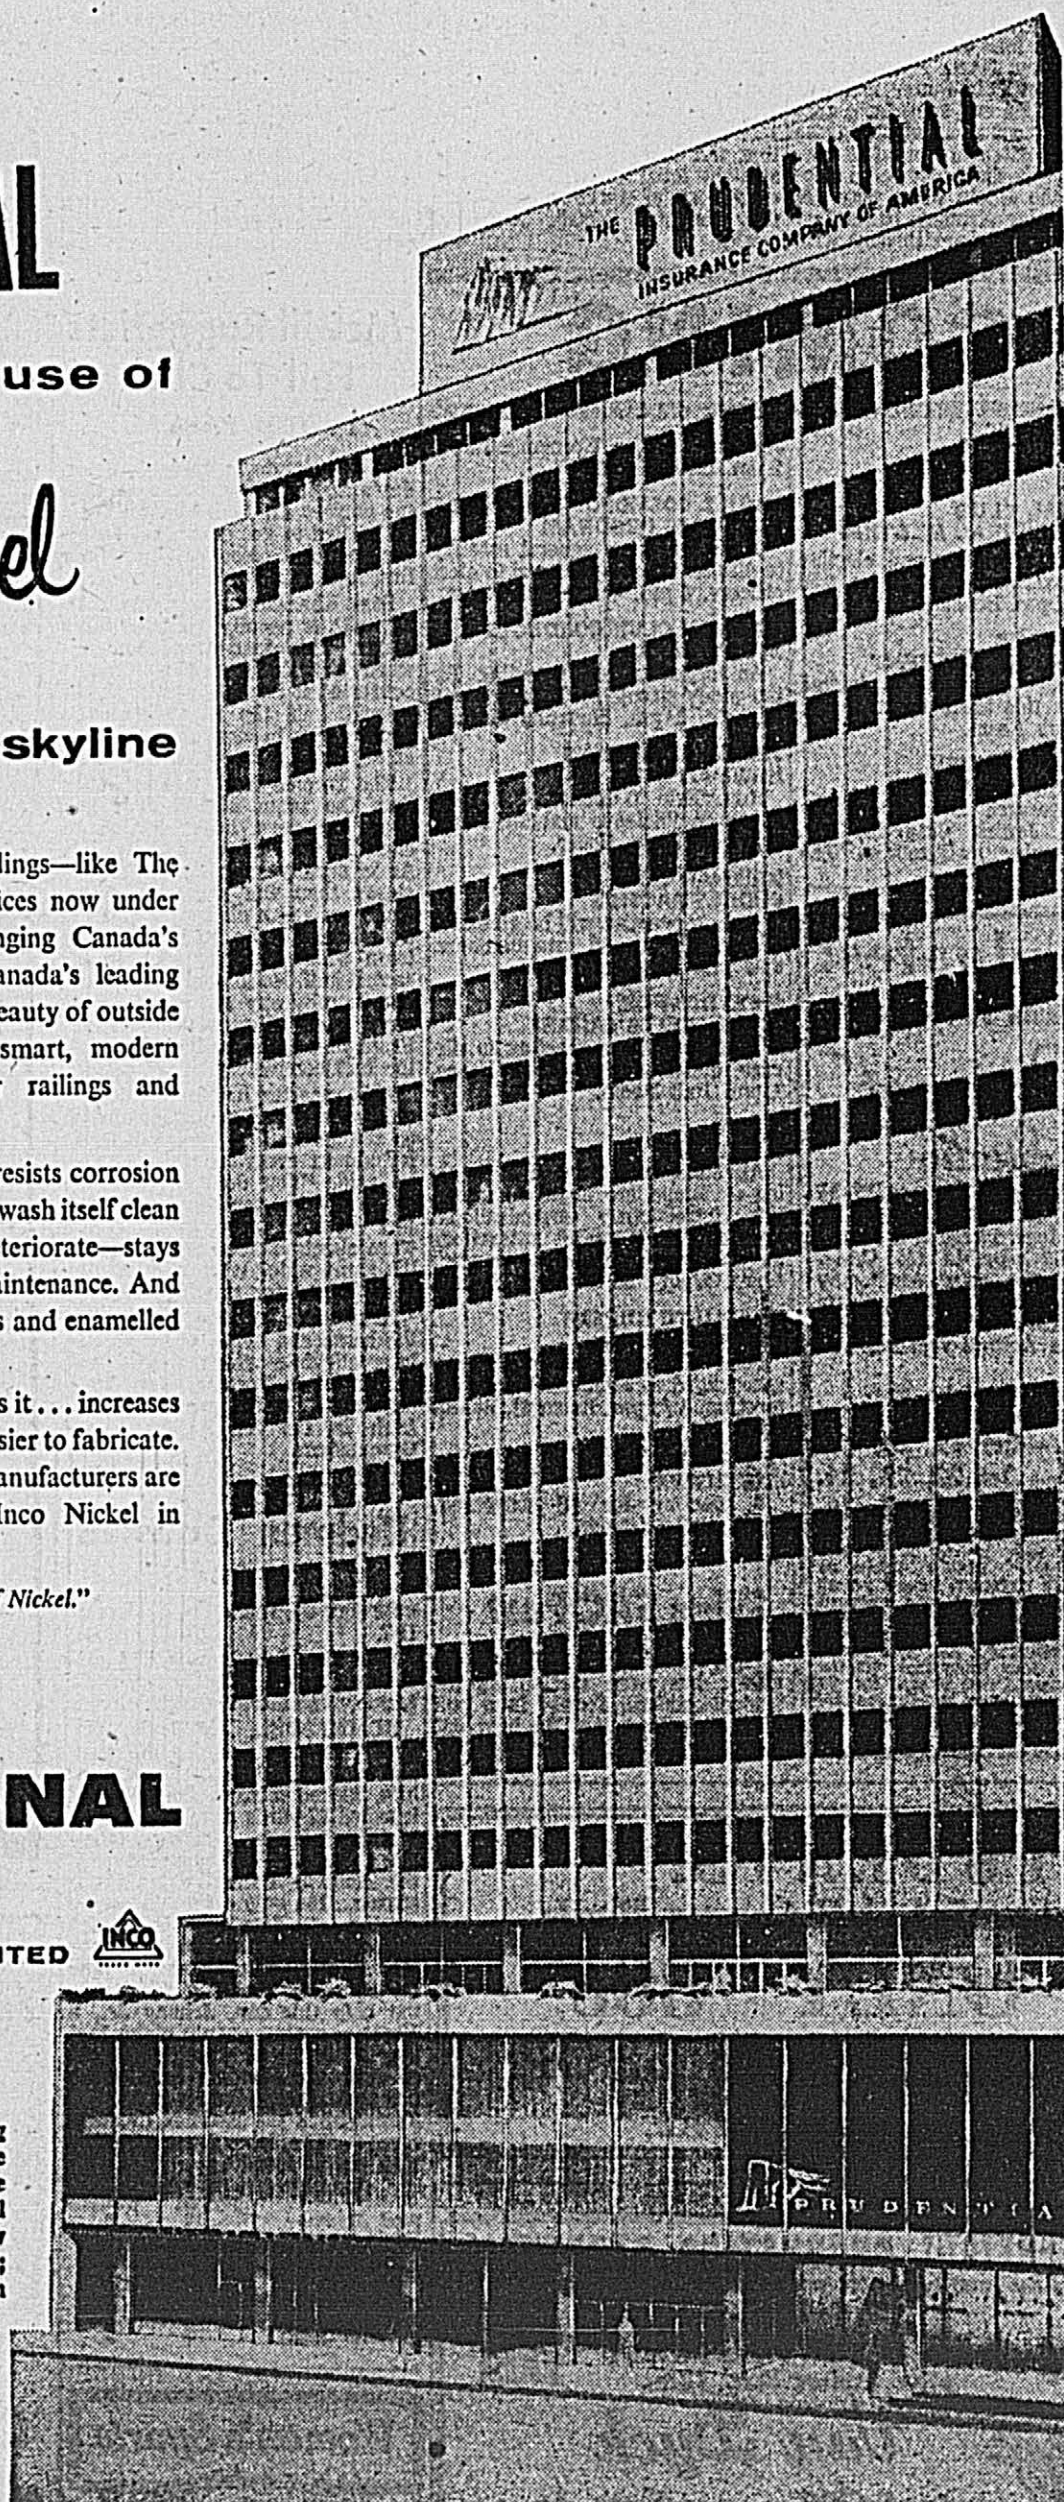 AL
use of
el
skyline
THE PRUDENTIAL
INSURANCE COMPANY OF AMERICA
lings—like The
ices now under
nging Canada's
anada's leading
eauty of outside
smart, modern
railings and
resists corrosion
wash itself clean
teriorate—stays
aintenance. And
s and enamelled
s it...increases
sier to fabricate.
anufacturers are
Inco Nickel in
f Nickel."
NAL
ITED
INCO
PRUDENTIA